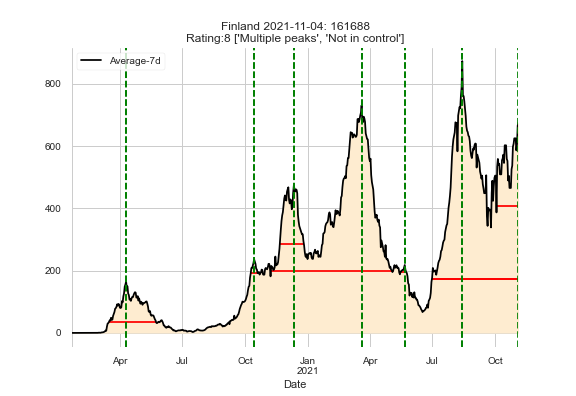 Finland 2021-11-04: 161688
Rating:8 ['Multiple peaks', 'Not in control']
Average-7d
800
600
400
200
0
Apr
Jul
Oct
Jan
2021
Apr
Jul
Oct
Date